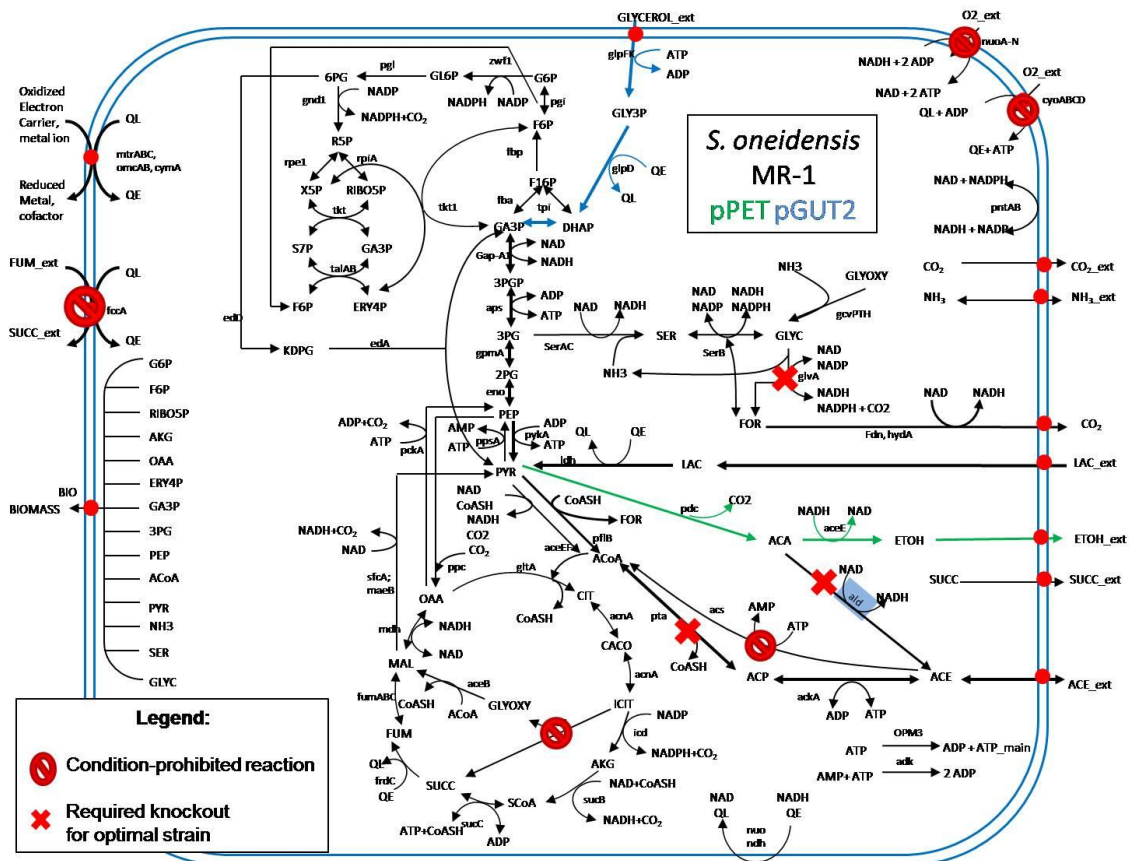 GLYCEROL_ext
O2_ext
nuoA-N
NADH + 2 ADP
NAD + 2 ATP
O2_ext
cyoABCD
QL + ADP
QE+ ATP
glpFK
ATP
ADP
GLY3P
glpD
QE
QL
6PG
pgl
GL6P
zwf1
G6P
NADPH
NADP
pgi
gnd1
NADP
NADPH+CO2
F6P
fbp
F16P
R5P
rpe1
rpiA
X5P
RIBO5P
tkt
S7P
GA3P
talAB
F6P
ERY4P
tkt1
fba
tpi
GA3P
DHAP
S. oneidensis
MR-1
pPET pGUT2
Oxidized
Electron
Carrier,
metal ion
QL
mtrABC,
omcAB, cymA
Reduced
Metal,
cofactor
QE
FUM_ext
QL
fccA
SUCC_ext
QE
NAD + NADPH
pntAB
NADH + NADP
CO2
CO2_ext
NH3
NH3_ext
Gap-A1
NAD
NADH
3PGP
aps
ADP
ATP
3PG
gpmA
2PG
eno
PEP
edD
KDPG
edA
SerAC
NAD
NADH
SER
NH3
NAD
NADP
NADH
NADPH
SerB
NH3
GLYOXY
gcvPTH
GLYC
NAD
NADP
glyA
NADH
NADPH + CO2
FOR
NAD
NADH
Fdn, hydA
CO2
ADP+CO2
ATP
pckA
AMP
ATP
ppsA
pykA
ADP
ATP
PYR
ldh
QL
QE
LAC
LAC_ext
NAD
CoASH
NADH
CO2
aceEF
CoASH
FOR
pflB
pdc
CO2
ACA
NADH
NAD
aceE
ETOH
ETOH_ext
SUCC
SUCC_ext
NAD
ald
NADH
NADH+CO2
NAD
sfcA;
maeB
CO2
ppc
OAA
gltA
ACoA
CoASH
CIT
acnA
CACO
acnA
ICIT
pta
CoASH
acs
AMP
ATP
ACP
ackA
ADP
ATP
ACE
ACE_ext
mdh
NADH
NAD
MAL
aceB
CoASH
ACoA
GLYOXY
fumABC
FUM
QL
frdC
QE
SUCC
sucC
ATP+CoASH
ADP
SCoA
sucB
NAD+CoASH
NADH+CO2
AKG
icd
NADP
NADPH+CO2
ATP
OPM3
ADP + ATP_main
AMP+ ATP
adk
2 ADP
NAD
QL
NADH
QE
nuo
ndh
BIO
BIOMASS
G6P
F6P
RIBO5P
AKG
OAA
ERY4P
GA3P
3PG
PEP
ACoA
PYR
NH3
SER
GLYC
Legend:
Condition-prohibited reaction
Required knockout
for optimal strain